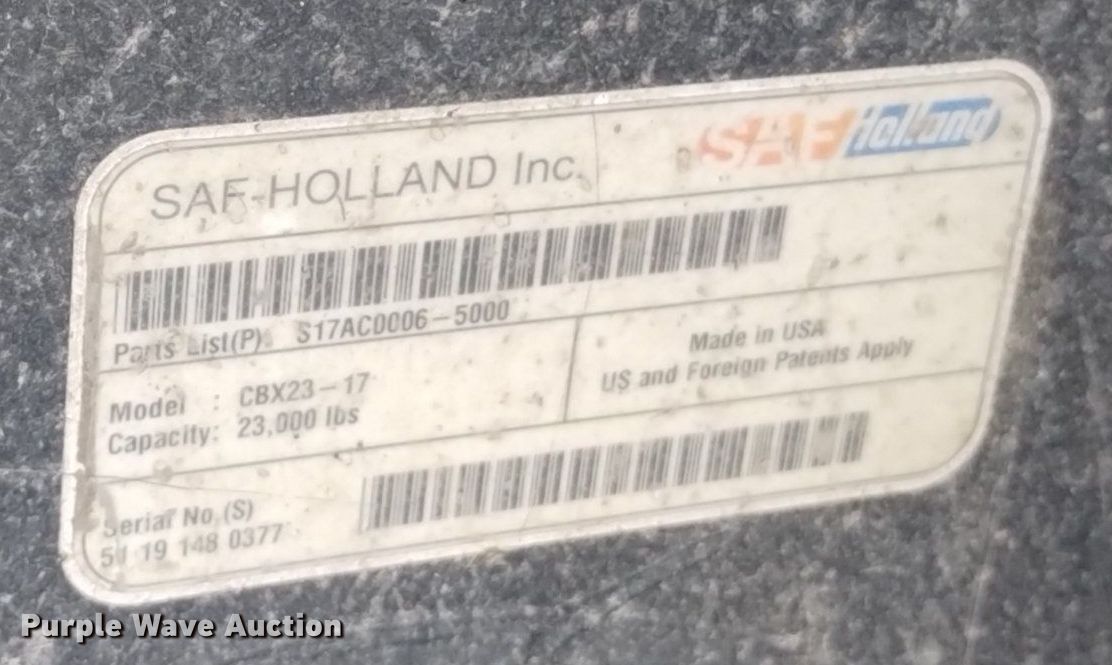 SAF-HOLLAND Inc.
SAF Holland
Parts List(P): S17AC0006-5000
Model : CBX23-17
Capacity: 23,000 lbs
Made in USA
US and Foreign Patents Apply
Serial No.(S)
51 19 148 0377
Purple Wave Auction